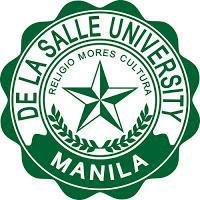 DE LA SALLE UNIVERSITY
RELIGIO MORES CULTURA
MANILA